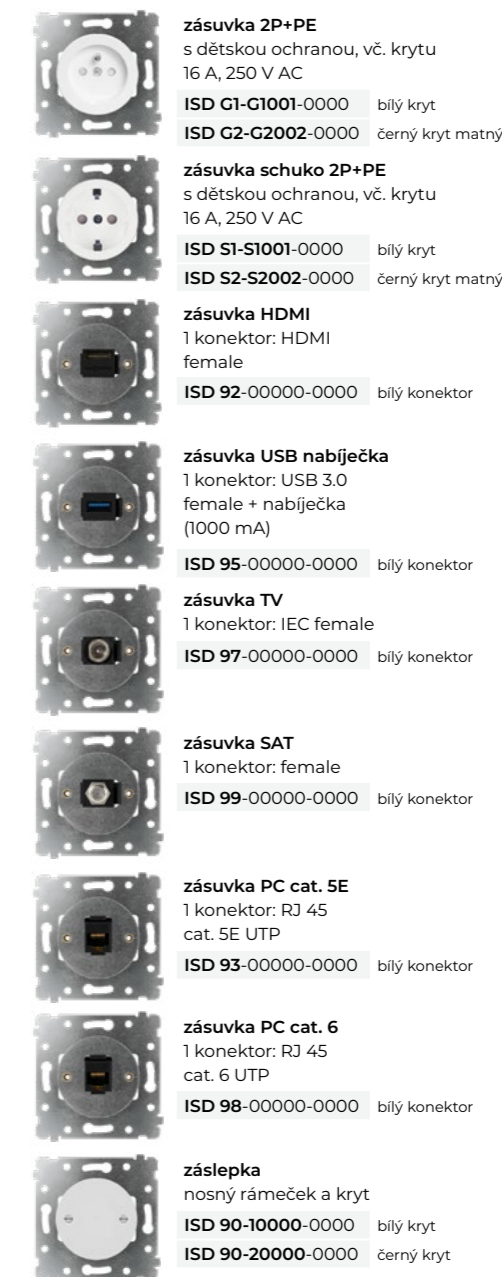 zásuvka 2P+PE
s dětskou ochranou, vč. krytu
16 A, 250 V AC
ISD G1-G1001-0000 bílý kryt
ISD G2-G2002-0000 černý kryt matný
zásuvka schuko 2P+PE
s dětskou ochranou, vč. krytu
16 A, 250 V AC
ISD S1-S1001-0000 bílý kryt
ISD S2-S2002-0000 černý kryt matný
zásuvka HDMI
1 konektor: HDMI
female
ISD 92-00000-0000 bílý konektor
zásuvka USB nabíječka
1 konektor: USB 3.0
female + nabíječka
(1000 mA)
ISD 95-00000-0000 bílý konektor
zásuvka TV
1 konektor: IEC female
ISD 97-00000-0000 bílý konektor
zásuvka SAT
1 konektor: female
ISD 99-00000-0000 bílý konektor
zásuvka PC cat. 5E
1 konektor: RJ 45
cat. 5E UTP
ISD 93-00000-0000 bílý konektor
zásuvka PC cat. 6
1 konektor: RJ 45
cat. 6 UTP
ISD 98-00000-0000 bílý konektor
záslepka
nosný rámeček a kryt
ISD 90-10000-0000 bílý kryt
ISD 90-20000-0000 černý kryt